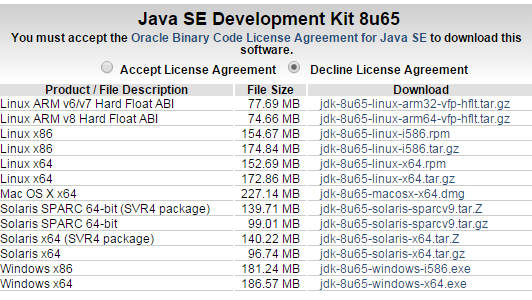 Java SE Development Kit 8u65
You must accept the Oracle Binary Code License Agreement for Java SE to download this
software.
Accept License Agreement Decline License Agreement
Product / File Description File Size Download
Linux ARM v6/v7 Hard Float ABI 77.69 MB jdk-8u65-linux-arm32-vfp-hflt.tar.gz
Linux ARM v8 Hard Float ABI 74.66 MB jdk-8u65-linux-arm64-vfp-hflt.tar.gz
Linux x86 154.67 MB jdk-8u65-linux-i586.rpm
Linux x86 174.84 MB jdk-8u65-linux-i586.tar.gz
Linux x64 152.69 MB jdk-8u65-linux-x64.rpm
Linux x64 172.86 MB jdk-8u65-linux-x64.tar.gz
Mac OS X x64 227.14 MB jdk-8u65-macosx-x64.dmg
Solaris SPARC 64-bit (SVR4 package) 139.71 MB jdk-8u65-solaris-sparcv9.tar.Z
Solaris SPARC 64-bit 99.01 MB jdk-8u65-solaris-sparcv9.tar.gz
Solaris x64 (SVR4 package) 140.22 MB jdk-8u65-solaris-x64.tar.Z
Solaris x64 96.74 MB jdk-8u65-solaris-x64.tar.gz
Windows x86 181.24 MB jdk-8u65-windows-i586.exe
Windows x64 186.57 MB jdk-8u65-windows-x64.exe